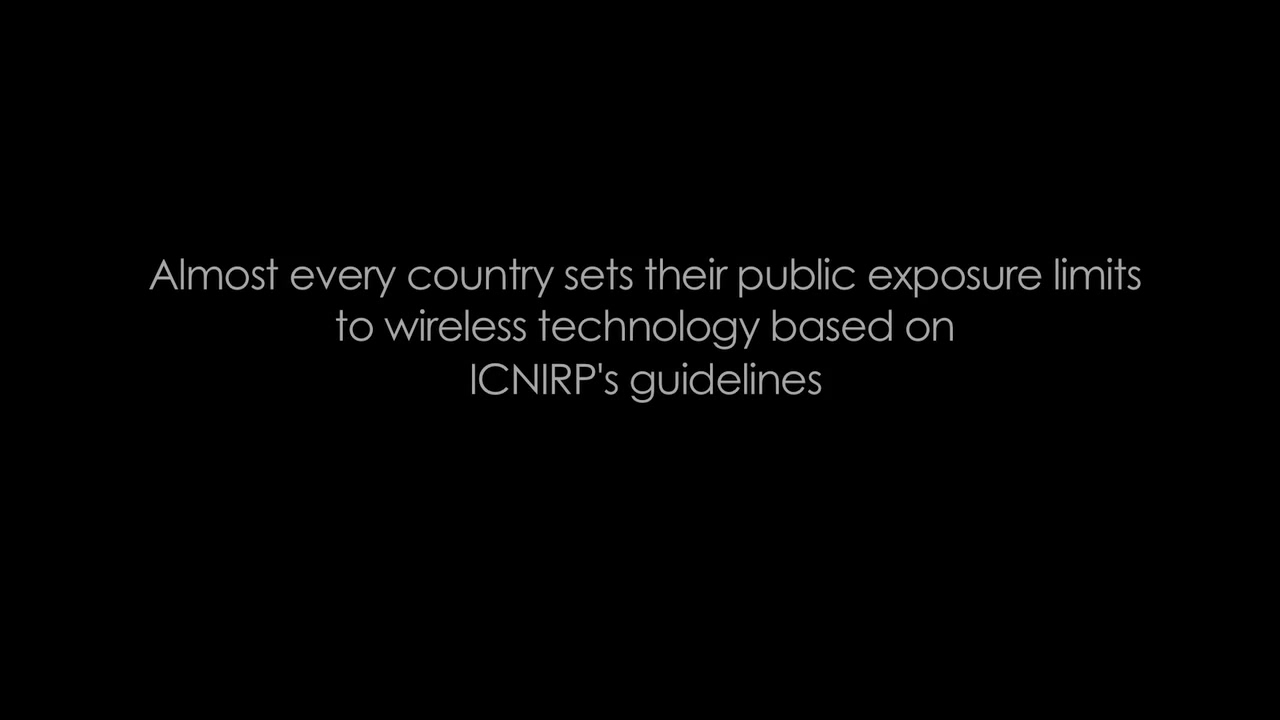 Almost every country sets their public exposure limits
to wireless technology based on
ICNIRP's guidelines